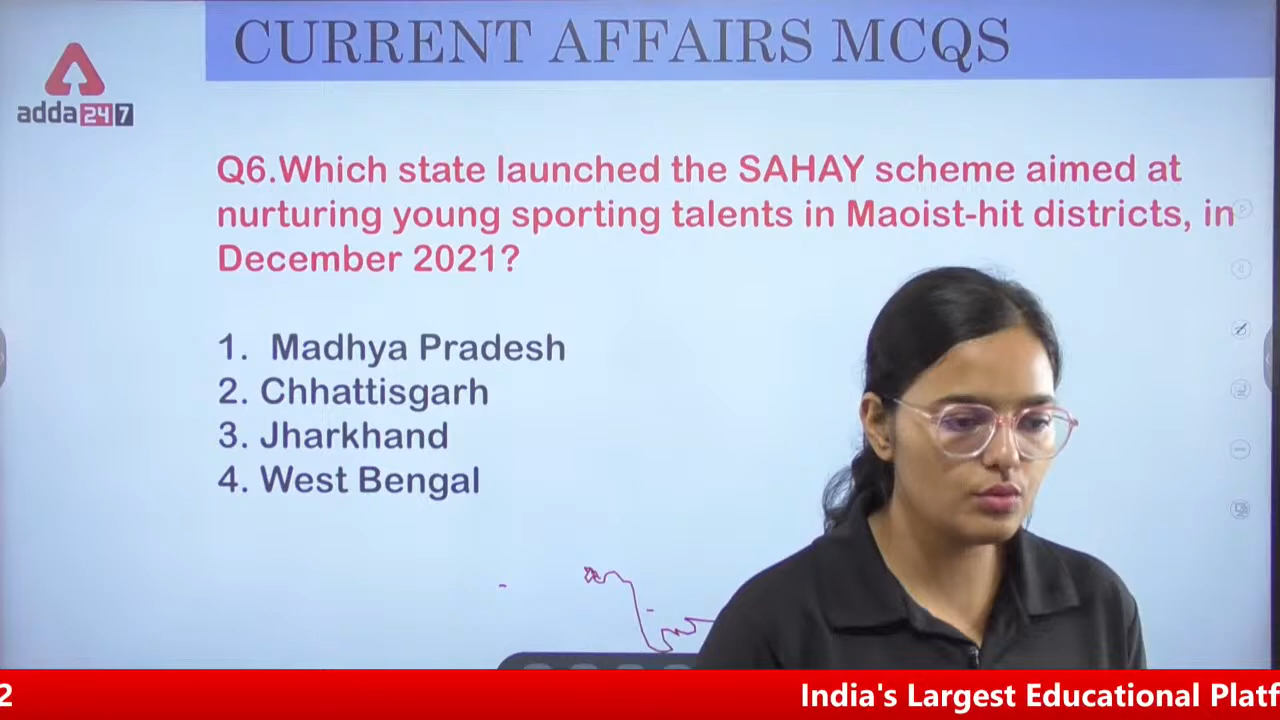 CURRENT AFFAIRS MCQS
adda247
Q6.Which state launched the SAHAY scheme aimed at
nurturing young sporting talents in Maoist-hit districts, in
December 2021?
1. Madhya Pradesh
2. Chhattisgarh
3. Jharkhand
4. West Bengal
2
India's Largest Educational Platf